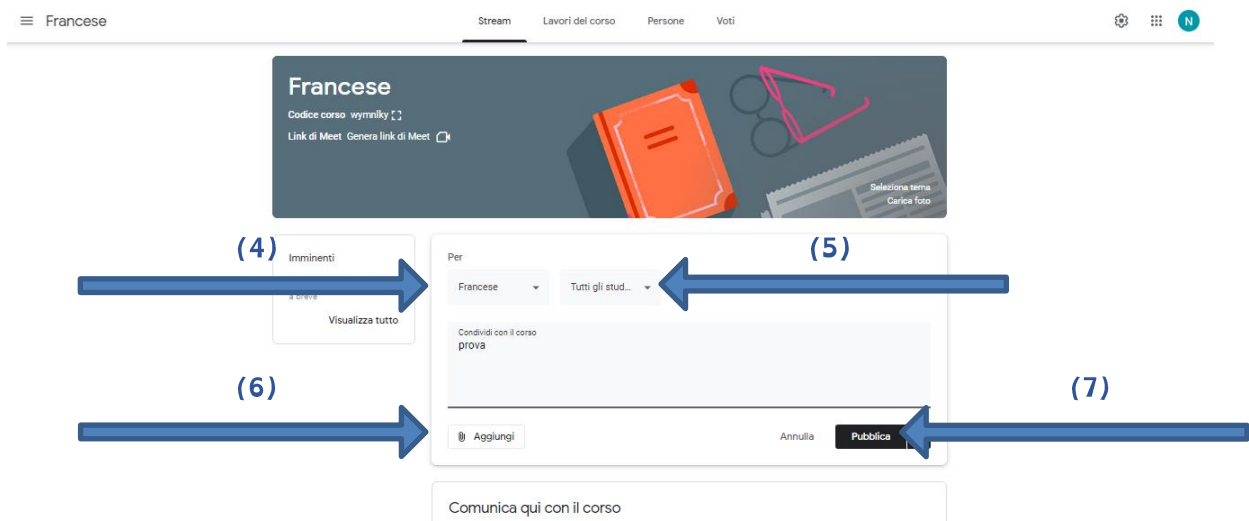 Francese
Stream Lavori del corso Persone Voti
N
Francese
Codice corso wymnlky
Link di Meet Genera link di Meet
Seleziona tema
Carica foto
(4)
(5)
Imminenti
Per
Francese
Tutti gli stud...
a breve
Visualizza tutto
Condividi con il corso
prova
(6)
(7)
Aggiungi
Annulla
Pubblica
Comunica qui con il corso